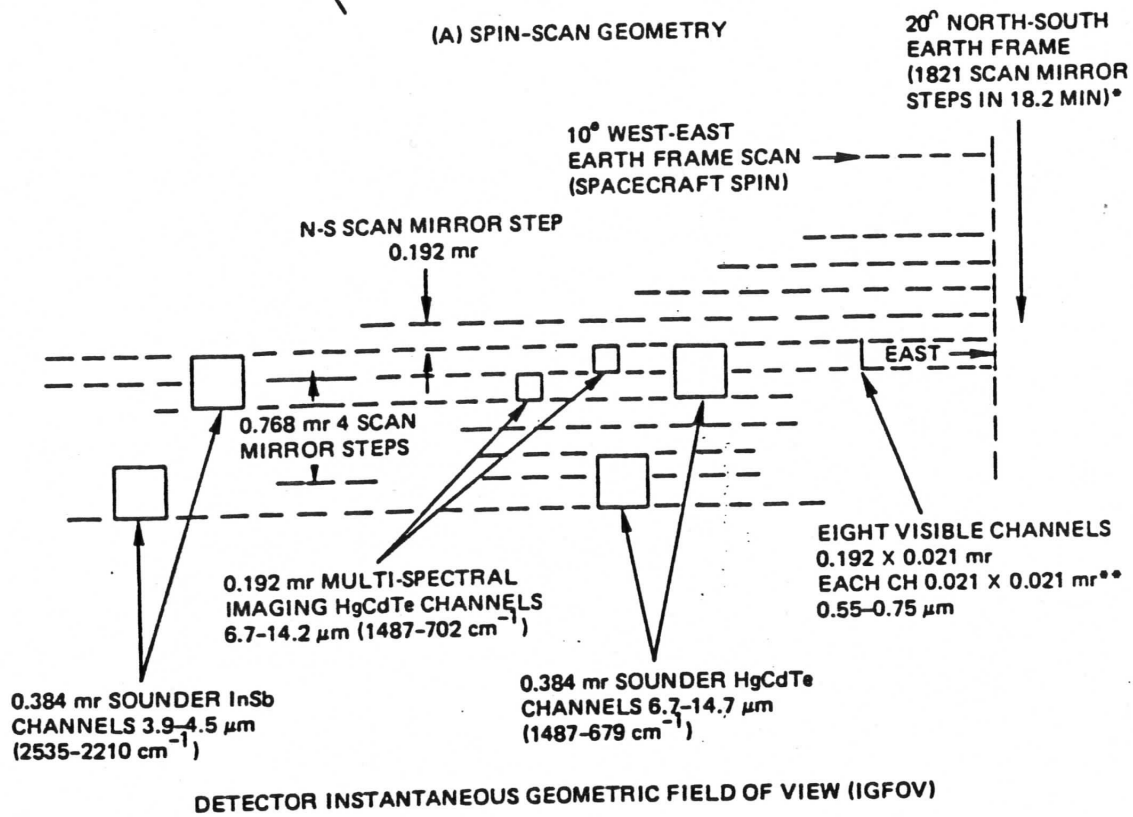 (A) SPIN-SCAN GEOMETRY
20° NORTH-SOUTH
EARTH FRAME
(1821 SCAN MIRROR
STEPS IN 18.2 MIN)*
10° WEST-EAST
EARTH FRAME SCAN
(SPACECRAFT SPIN)
N-S SCAN MIRROR STEP
0.192 mr
EAST
0.768 mr 4 SCAN
MIRROR STEPS
EIGHT VISIBLE CHANNELS
0.192 X 0.021 mr
EACH CH 0.021 X 0.021 mr**
0.55–0.75 μm
0.192 mr MULTI-SPECTRAL
IMAGING HgCdTe CHANNELS
6.7–14.2 μm (1487–702 cm⁻¹)
0.384 mr SOUNDER InSb
CHANNELS 3.9–4.5 μm
(2535–2210 cm⁻¹)
0.384 mr SOUNDER HgCdTe
CHANNELS 6.7–14.7 μm
(1487–679 cm⁻¹)
DETECTOR INSTANTANEOUS GEOMETRIC FIELD OF VIEW (IGFOV)